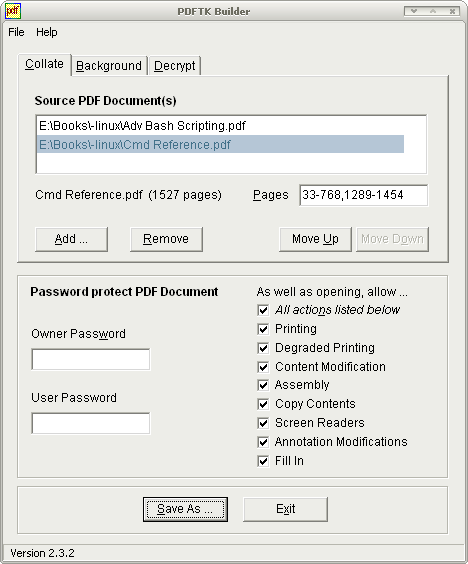 pdf PDFTK Builder
File Help
Collate Background Decrypt
Source PDF Document(s)
E:\Books\-linux\Adv Bash Scripting.pdf
E:\Books\-linux\Cmd Reference.pdf
Cmd Reference.pdf (1527 pages) Pages 33-768,1289-1454
Add ... Remove Move Up Move Down
Password protect PDF Document As well as opening, allow ...
All actions listed below
Printing
Owner Password
Degraded Printing
Content Modification
Assembly
User Password
Copy Contents
Screen Readers
Annotation Modifications
Fill In
Save As ... Exit
Version 2.3.2